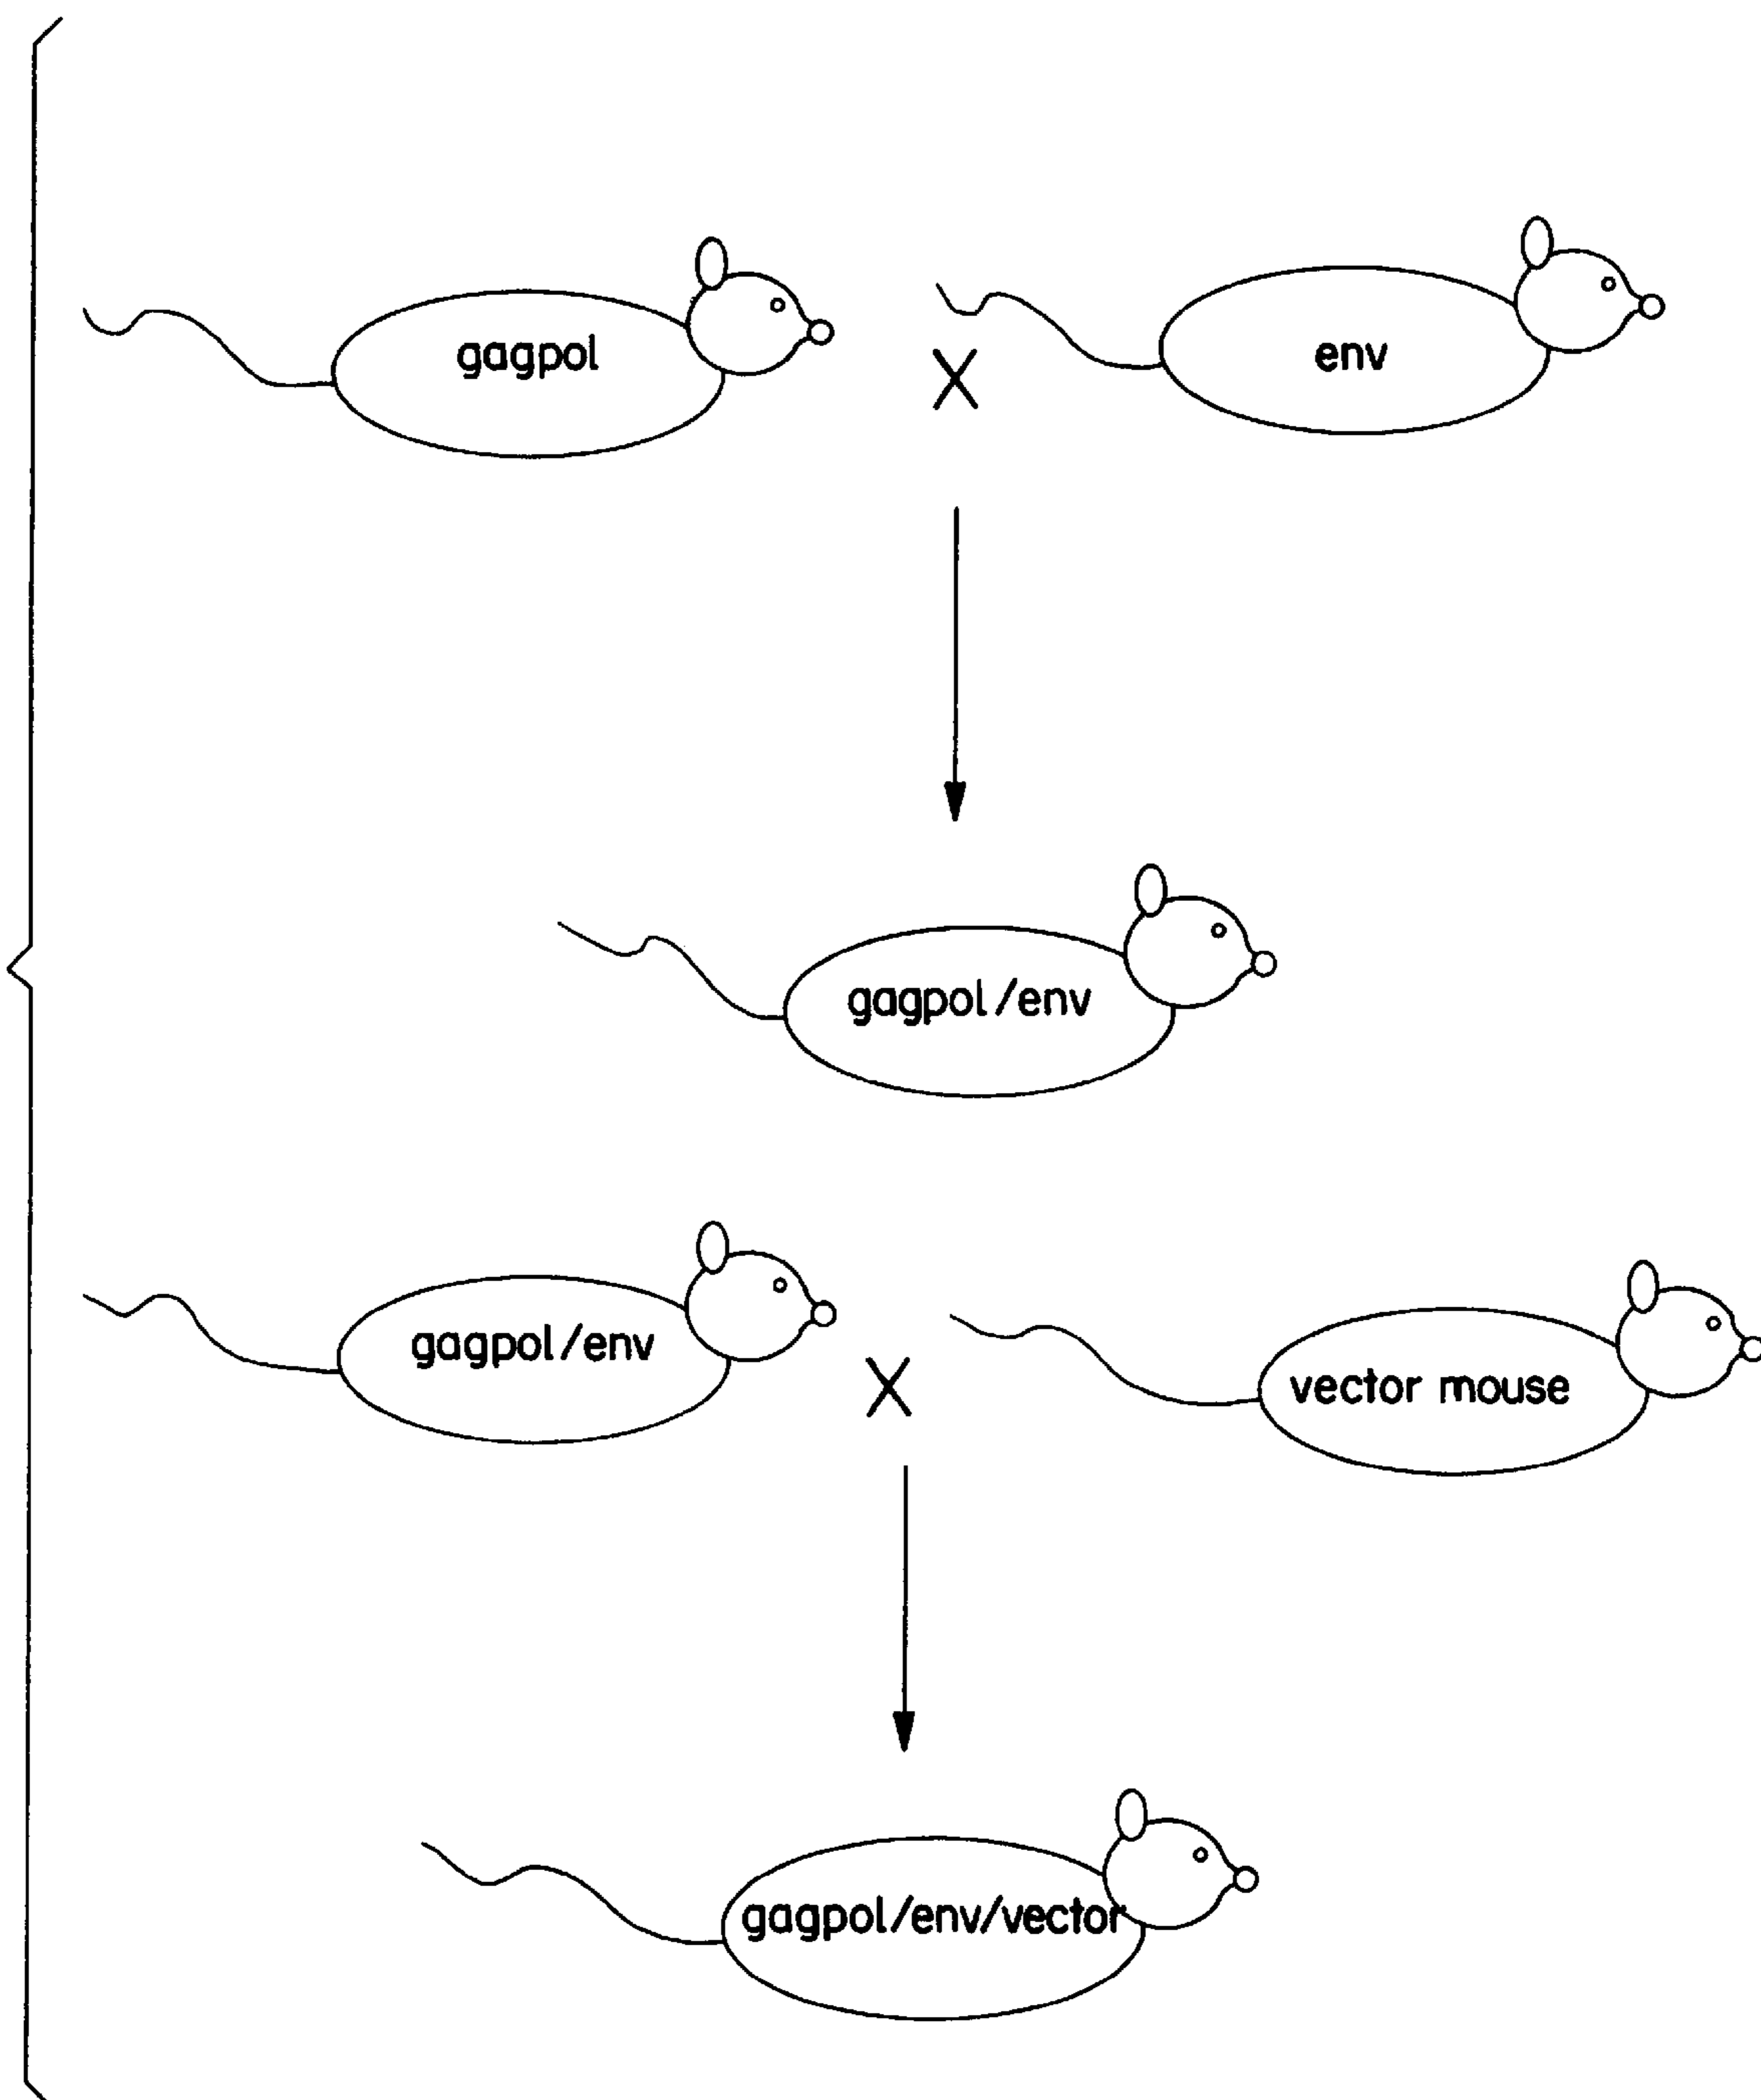 gagpol
X
env
gagpol/env
gagpol/env
X
vector mouse
gagpol/env/vector